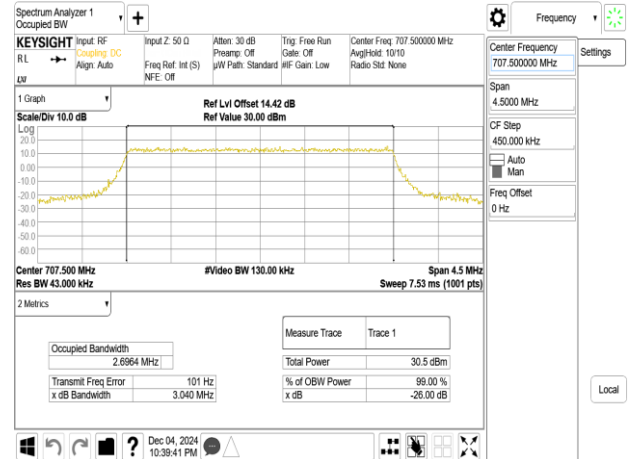 Spectrum Analyzer 1
Occupied BW
Frequency
KEYSIGHT
RL
LXI
Input: RF
Coupling: DC
Align: Auto
Input Z: 50 Ω
Freq Ref: Int (S)
NFE: Off
Atten: 30 dB
Preamp: Off
µW Path: Standard
Trig: Free Run
Gate: Off
#IF Gain: Low
Center Freq: 707.500000 MHz
Avg|Hold: 10/10
Radio Std: None
Center Frequency
707.500000 MHz
Settings
Span
4.5000 MHz
CF Step
450.000 kHz
Auto
Man
Freq Offset
0 Hz
Local
1 Graph
Scale/Div 10.0 dB
Ref Lvl Offset 14.42 dB
Ref Value 30.00 dBm
Log
20.0
10.0
0.00
-10.0
-20.0
-30.0
-40.0
-50.0
-60.0
Center 707.500 MHz
Res BW 43.000 kHz
#Video BW 130.00 kHz
Span 4.5 MHz
Sweep 7.53 ms (1001 pts)
2 Metrics
Occupied Bandwidth
2.6964 MHz
Transmit Freq Error 101 Hz
x dB Bandwidth 3.040 MHz
Measure Trace Trace 1
Total Power 30.5 dBm
% of OBW Power 99.00 %
x dB -26.00 dB
?
Dec 04, 2024
10:39:41 PM